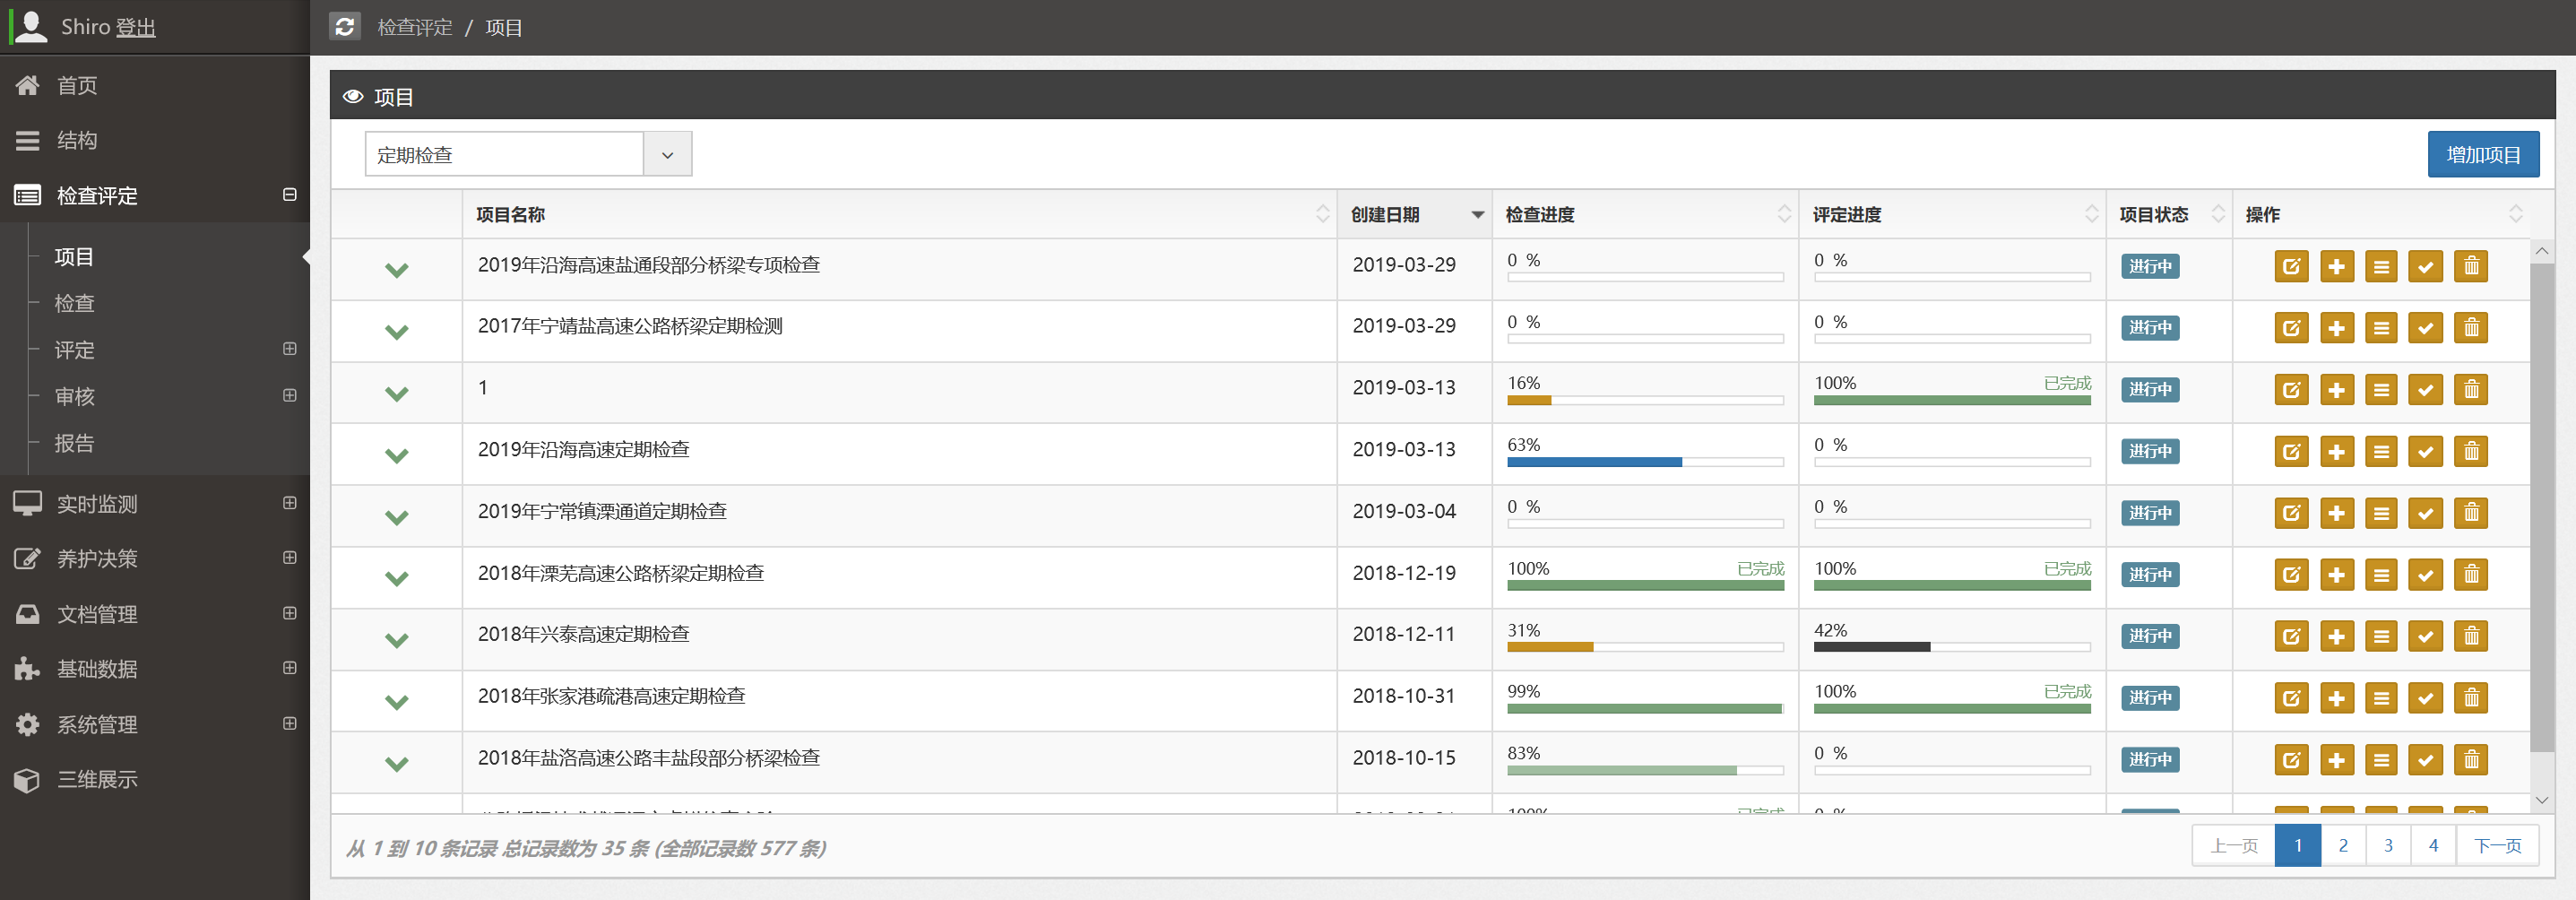 Shiro 登出
检查评定 / 项目
首页
结构
检查评定
项目
检查
评定
审核
报告
实时监测
养护决策
文档管理
基础数据
系统管理
三维展示
项目
定期检查
增加项目
项目名称 创建日期 检查进度 评定进度 项目状态 操作
2019年沿海高速盐通段部分桥梁专项检查 2019-03-29 0 % 0 % 进行中
2017年宁靖盐高速公路桥梁定期检测 2019-03-29 0 % 0 % 进行中
1 2019-03-13 16% 100% 已完成 进行中
2019年沿海高速定期检查 2019-03-13 63% 0 % 进行中
2019年宁常镇溧通道定期检查 2019-03-04 0 % 0 % 进行中
2018年溧芜高速公路桥梁定期检查 2018-12-19 100% 已完成 100% 已完成 进行中
2018年兴泰高速定期检查 2018-12-11 31% 42% 进行中
2018年张家港疏港高速定期检查 2018-10-31 99% 100% 已完成 进行中
2018年盐洛高速公路丰盐段部分桥梁检查 2018-10-15 83% 0 % 进行中
100% 已完成 0 %
从 1 到 10 条记录 总记录数为 35 条 (全部记录数 577 条)
上一页 1 2 3 4 下一页